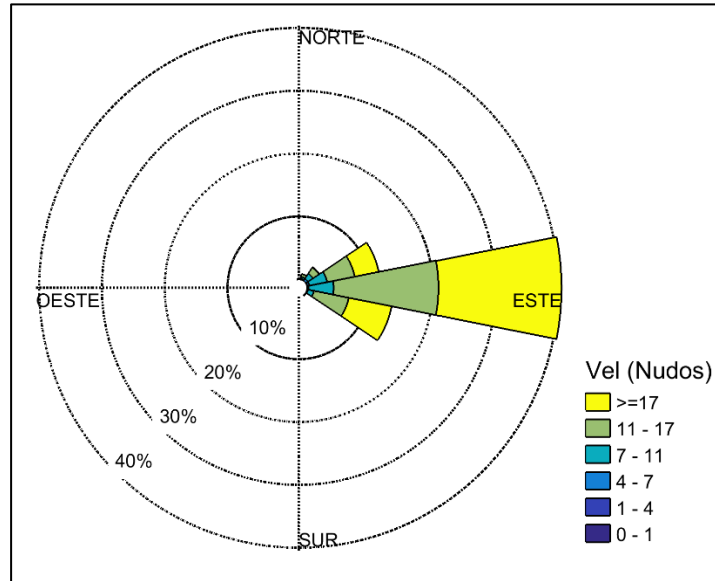 NORTE
OESTE
ESTE
10%
20%
30%
40%
SUR
Vel (Nudos)
>=17
11 - 17
7 - 11
4 - 7
1 - 4
0 - 1